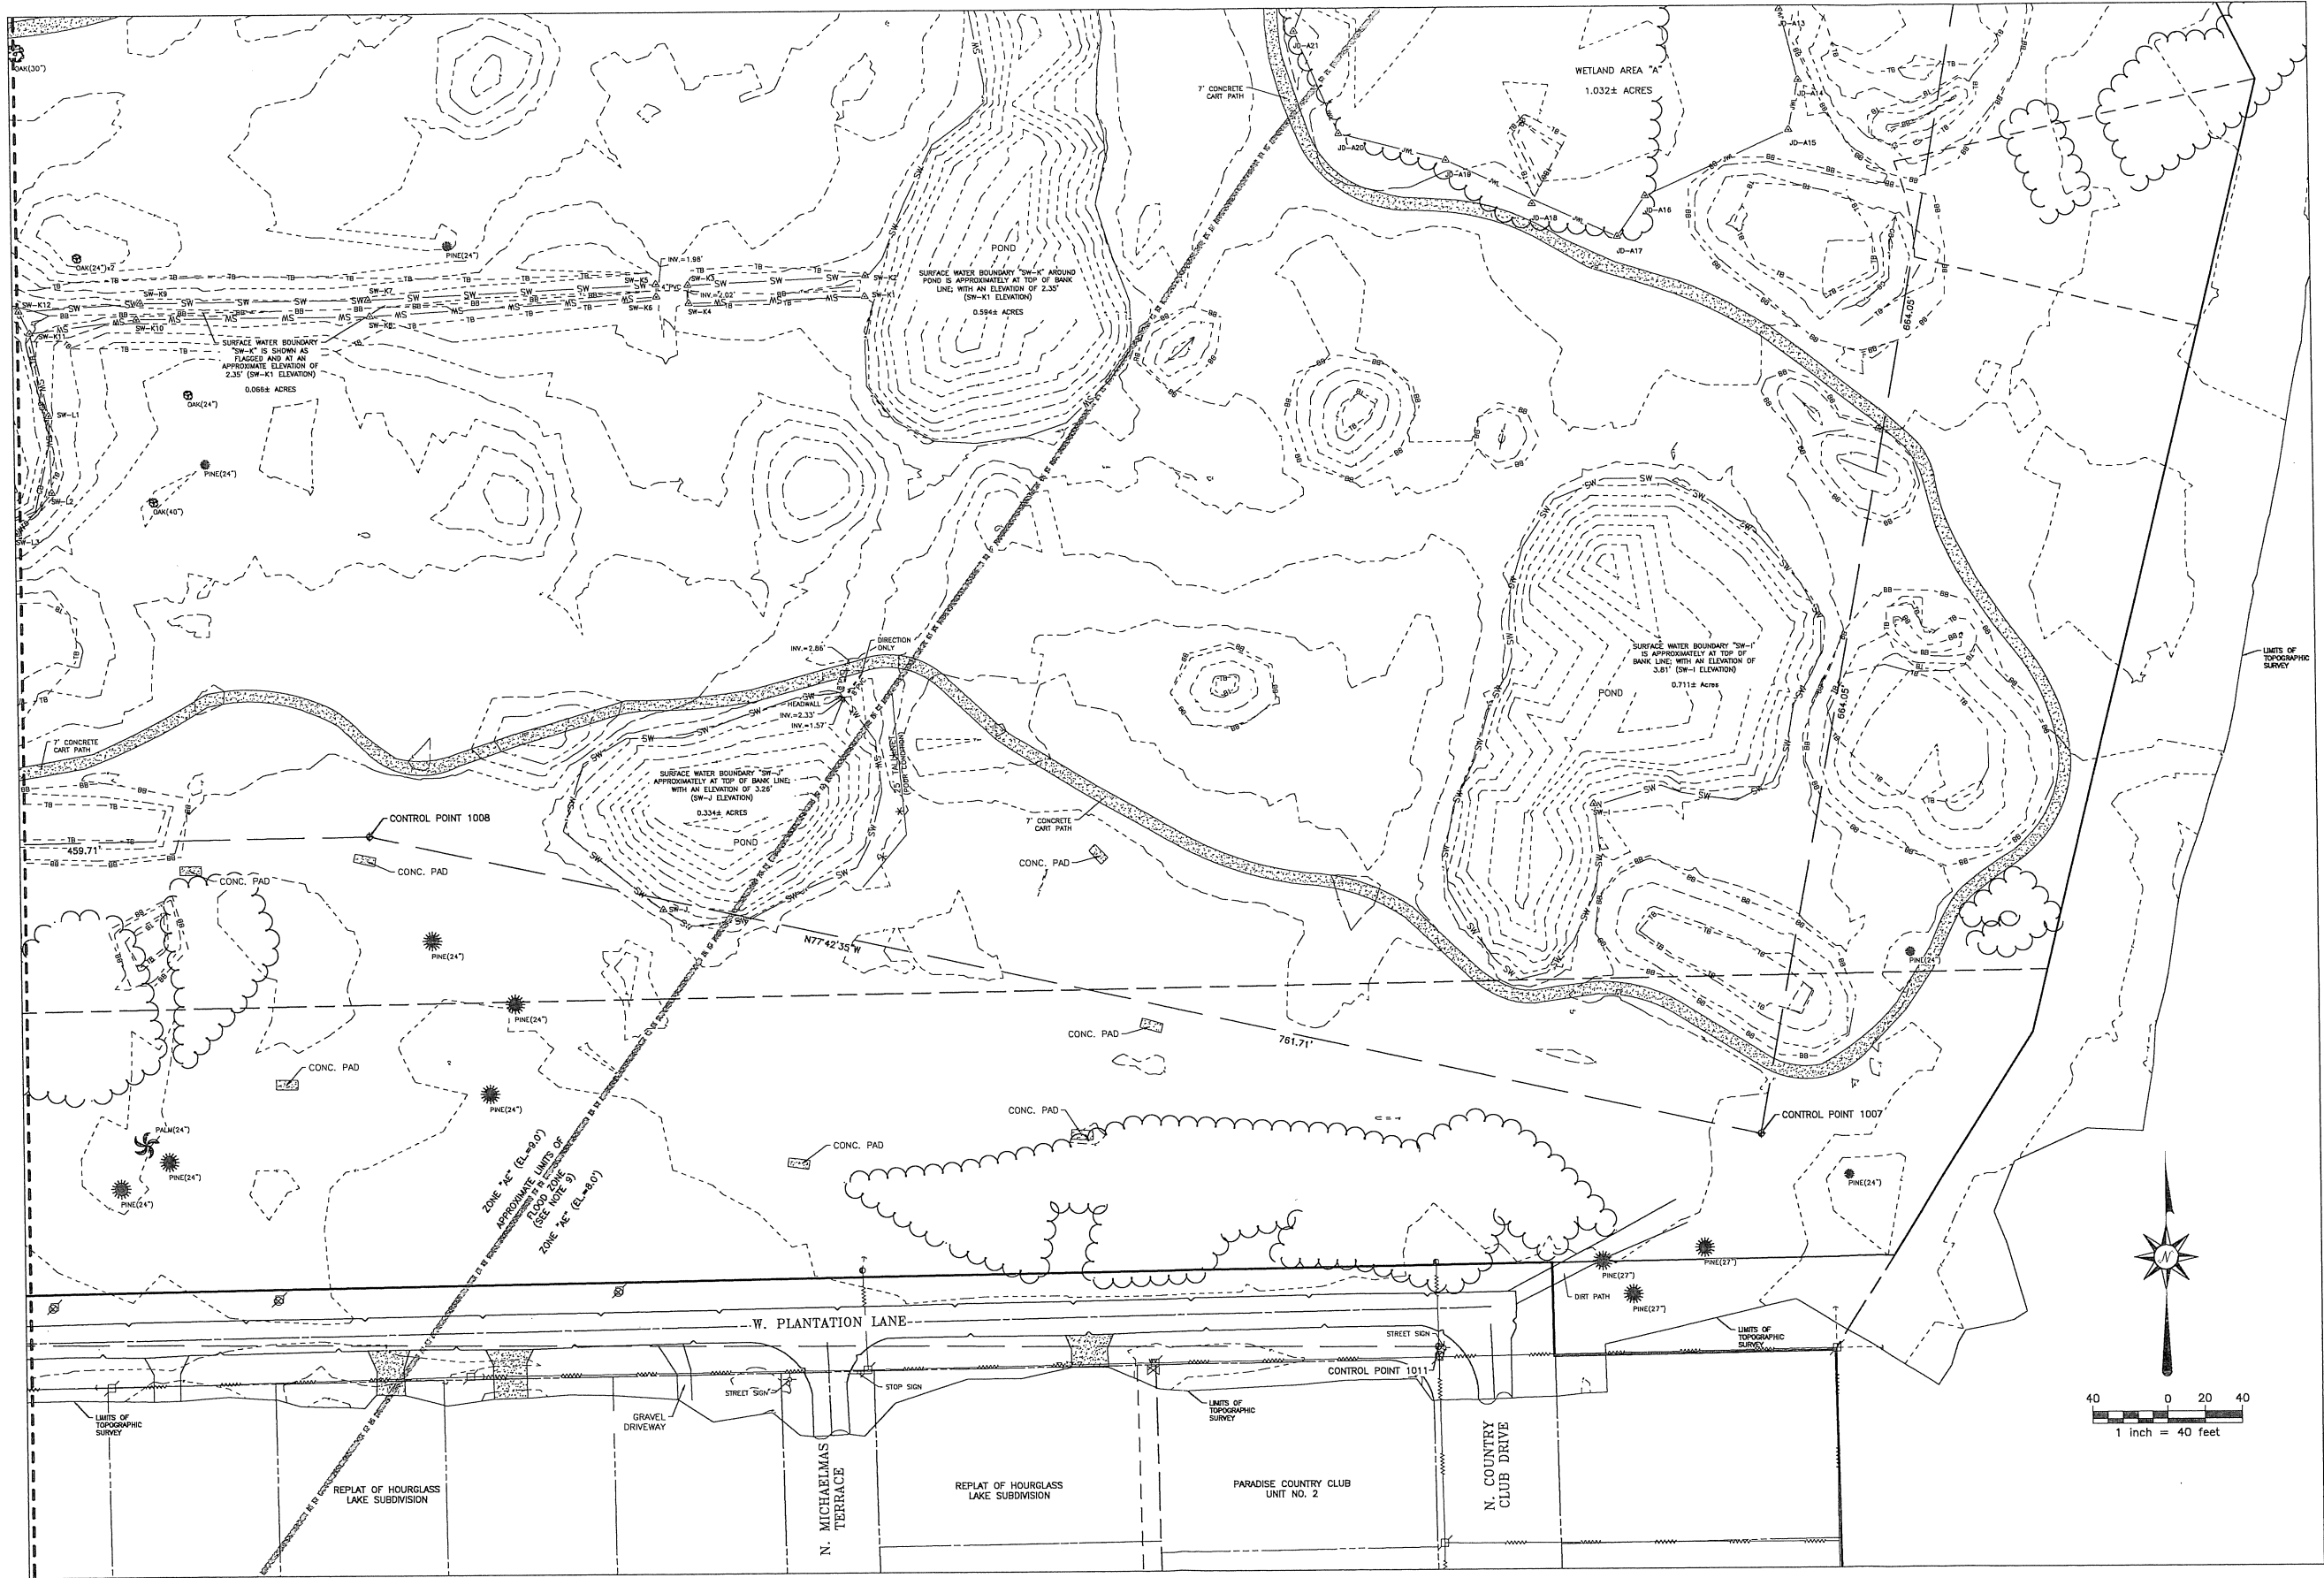 OAK(30")
JD-A13
JD-A21
7' CONCRETE
CART PATH
WETLAND AREA "A"
1.032± ACRES
JD-A14
JD-A15
JD-A20
JD-A19
JD-A18
JD-A16
JD-A17
JWL
JWL
JWL
PINE(24")
OAK(24")x2
INV.=1.98'
POND
SURFACE WATER BOUNDARY "SW-K" AROUND
POND IS APPROXIMATELY AT TOP OF BANK
LINE; WITH AN ELEVATION OF 2.35'
(SW-K1 ELEVATION)
0.594± ACRES
SW-K12
SW-K9
SW-K7
SW-K5
SW-K3
SW-K2
INV.=2.02'
SW-K1
SW-K11
SW-K10
SW-K8
SW-K6
SW-K4
SURFACE WATER BOUNDARY
"SW-K" IS SHOWN AS
FLAGGED AND AT AN
APPROXIMATE ELEVATION OF
2.35' (SW-K1 ELEVATION)
0.066± ACRES
664.05'
OAK(24")
SW-L1
PINE(24")
SW-L2
OAK(40")
SW-L3
INV.=2.86'
DIRECTION
ONLY
HEADWALL
INV.=2.33'
INV.=1.57'
SURFACE WATER BOUNDARY "SW-I"
IS APPROXIMATELY AT TOP OF
BANK LINE; WITH AN ELEVATION OF
3.81' (SW-I ELEVATION)
0.711± Acres
POND
664.05'
LIMITS OF
TOPOGRAPHIC
SURVEY
7' CONCRETE
CART PATH
SURFACE WATER BOUNDARY "SW-J"
APPROXIMATELY AT TOP OF BANK LINE;
WITH AN ELEVATION OF 3.26'
(SW-J ELEVATION)
0.334± ACRES
POND
(POOR CONDITION)
SW-I
CONTROL POINT 1008
7' CONCRETE
CART PATH
459.71'
CONC. PAD
CONC. PAD
CONC. PAD
SW-J
N77°42'35"W
PINE(24")
PINE(24")
PINE(24")
CONC. PAD
761.71'
CONC. PAD
PINE(24")
CONC. PAD
CONTROL POINT 1007
PALM(24")
CONC. PAD
PINE(24")
PINE(24")
PINE(24")
ZONE "AE" (EL.=9.0')
APPROXIMATE LIMITS OF
FLOOD ZONE
(SEE NOTE 9)
ZONE "AE" (EL.=8.0')
N
PINE(27")
PINE(27")
PINE(27")
DIRT PATH
W. PLANTATION LANE
STREET SIGN
LIMITS OF
TOPOGRAPHIC
SURVEY
CONTROL POINT 1011
STREET SIGN
STOP SIGN
LIMITS OF
TOPOGRAPHIC
SURVEY
GRAVEL
DRIVEWAY
LIMITS OF
TOPOGRAPHIC
SURVEY
40 0 20 40
1 inch = 40 feet
N. MICHAELMAS
TERRACE
N. COUNTRY
CLUB DRIVE
REPLAT OF HOURGLASS
LAKE SUBDIVISION
REPLAT OF HOURGLASS
LAKE SUBDIVISION
PARADISE COUNTRY CLUB
UNIT NO. 2